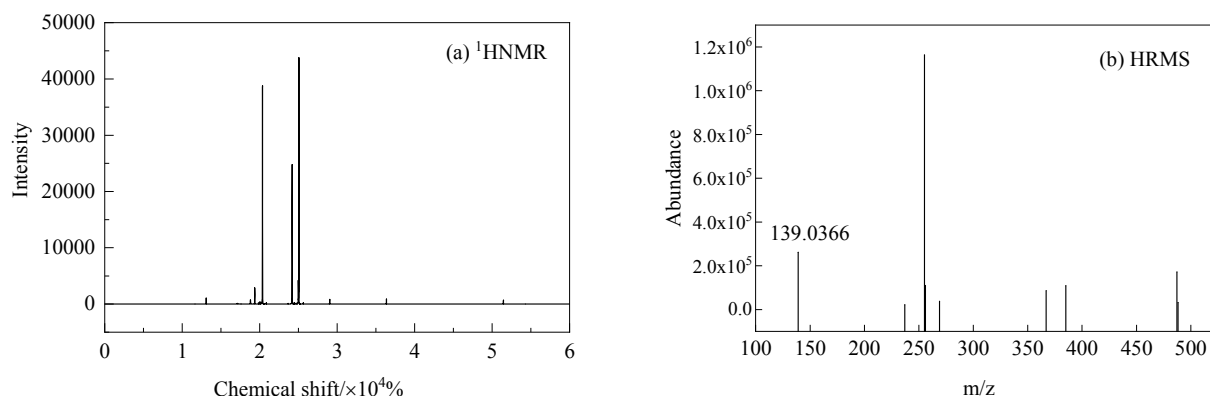 50000
40000
30000
20000
10000
0
Intensity
(a) ¹HNMR
0 1 2 3 4 5 6
Chemical shift/×10⁴%
1.2x10⁶
1.0x10⁶
8.0x10⁵
6.0x10⁵
4.0x10⁵
2.0x10⁵
0.0
Abundance
(b) HRMS
139.0366
100 150 200 250 300 350 400 450 500
m/z